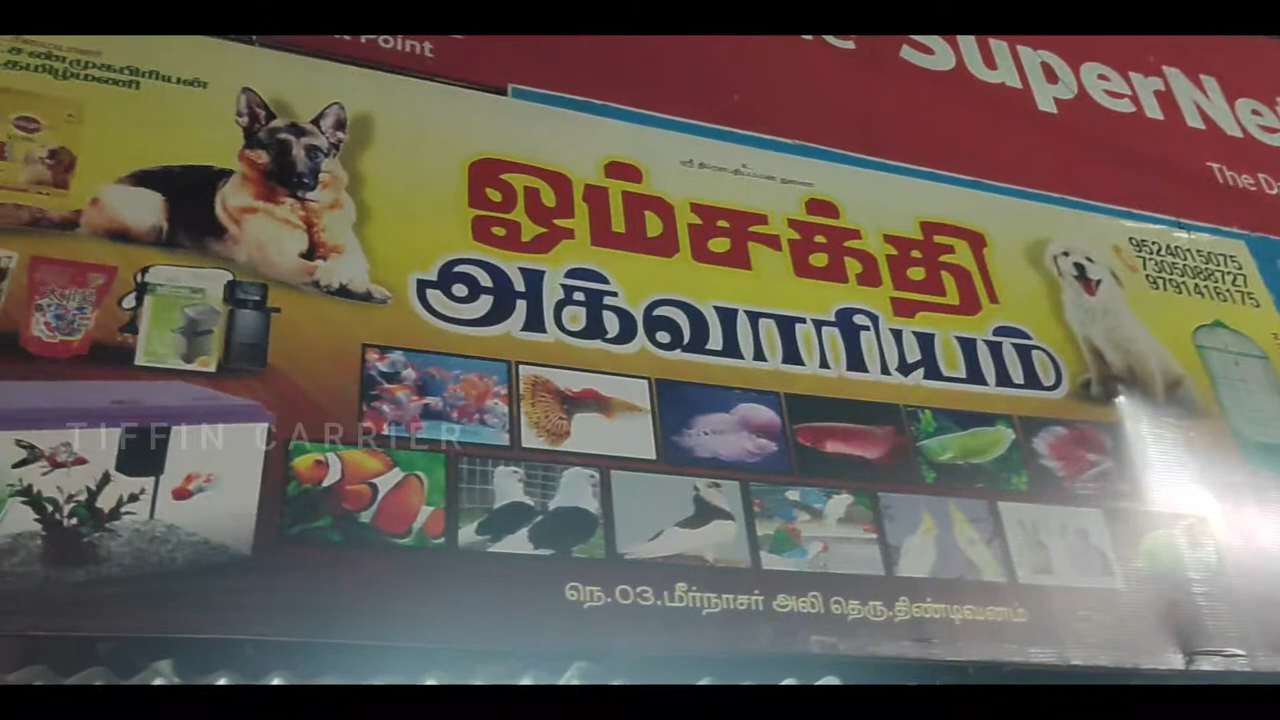 Point
SuperNe
The D
சண்முகபிரியன்
தமிழ்மணி
ஓம்சக்தி
அக்வாரியம்
9524015075
7305088727
9791416175
TIFFIN CARRIER
நெ.03.மீர்நாசர் அலி தெரு.திண்டிவனம்